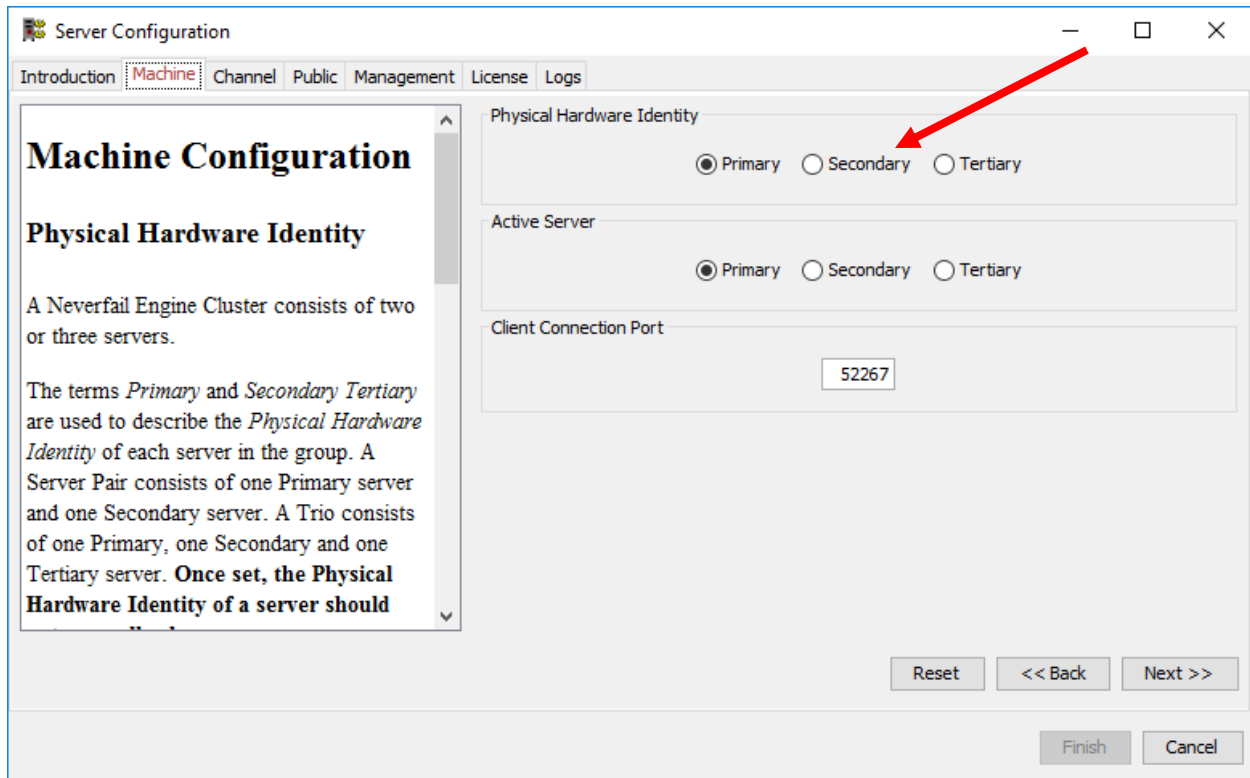 Server Configuration
Introduction Machine Channel Public Management License Logs
Machine Configuration
Physical Hardware Identity
A Neverfail Engine Cluster consists of two
or three servers.
The terms Primary and Secondary Tertiary
are used to describe the Physical Hardware
Identity of each server in the group. A
Server Pair consists of one Primary server
and one Secondary server. A Trio consists
of one Primary, one Secondary and one
Tertiary server. Once set, the Physical
Hardware Identity of a server should
Physical Hardware Identity
Primary Secondary Tertiary
Active Server
Primary Secondary Tertiary
Client Connection Port
52267
Reset << Back Next >>
Finish Cancel